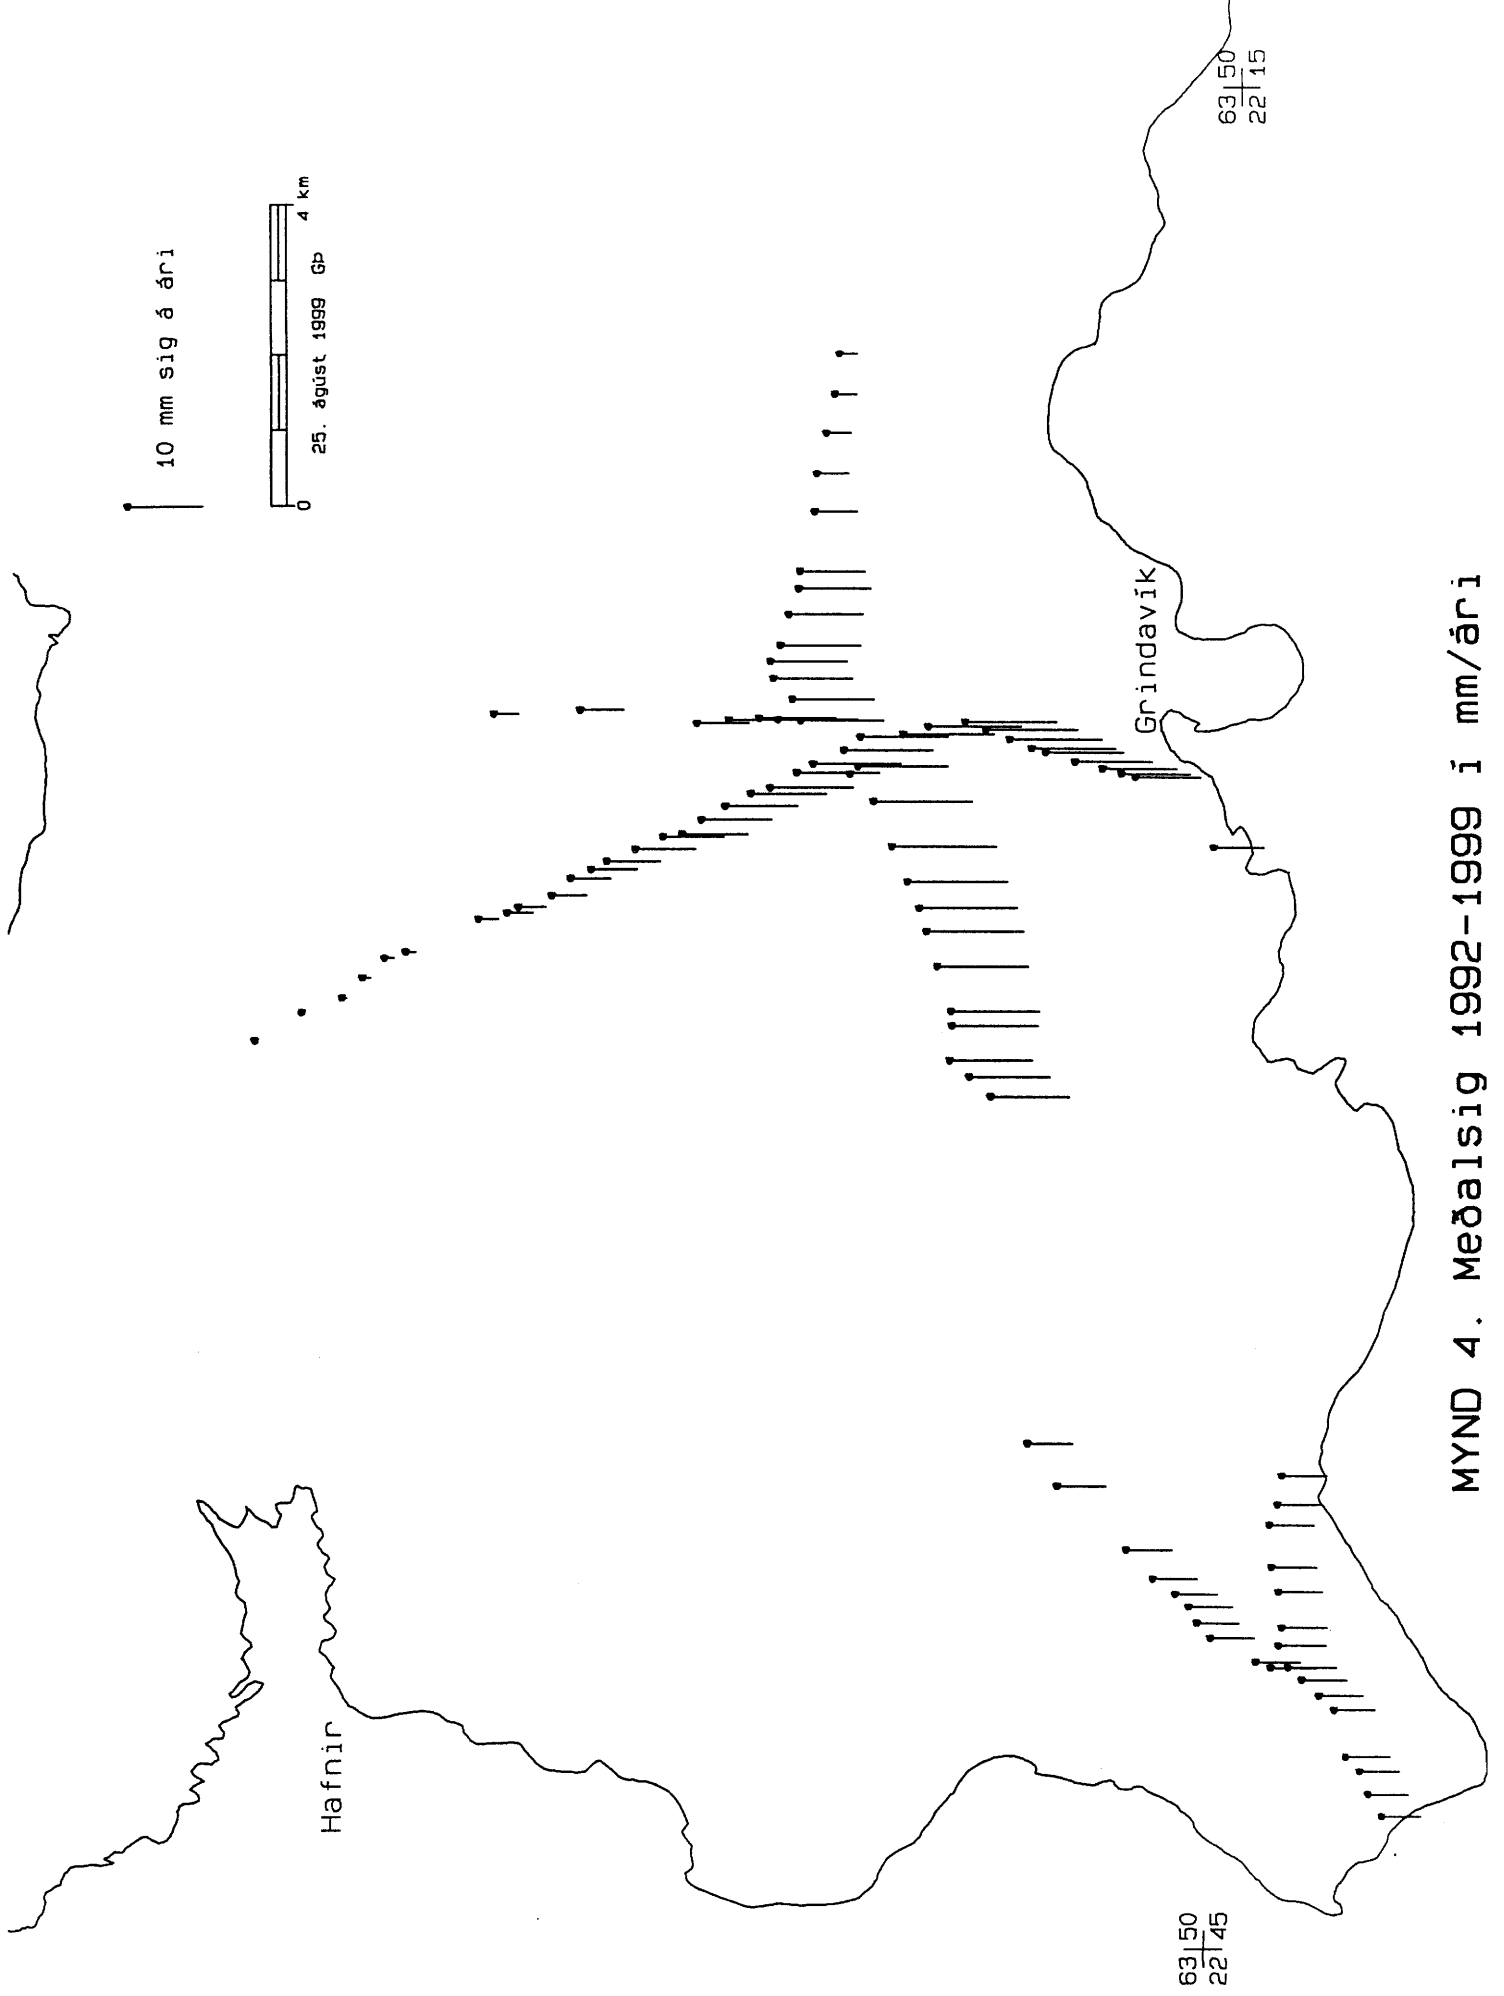 10 mm sig á ári
0
4 km
25. ágúst 1999 GÞ
Hafnir
Grindavík
63 50
22 45
63 50
22 15
MYND 4. Meðalsig 1992-1999 í mm/ári